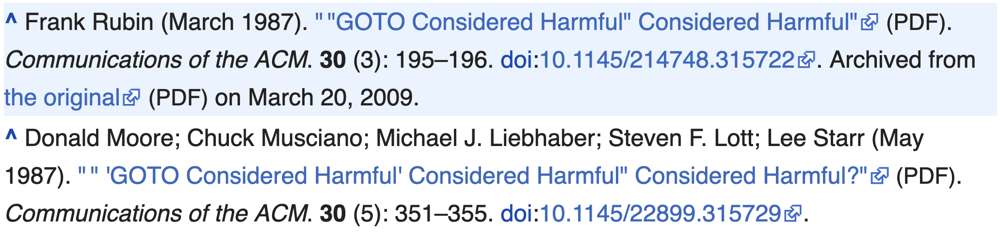 ^ Frank Rubin (March 1987). " "GOTO Considered Harmful" Considered Harmful" (PDF).
Communications of the ACM. 30 (3): 195–196. doi:10.1145/214748.315722. Archived from
the original (PDF) on March 20, 2009.
^ Donald Moore; Chuck Musciano; Michael J. Liebhaber; Steven F. Lott; Lee Starr (May
1987). " " 'GOTO Considered Harmful' Considered Harmful" Considered Harmful?" (PDF).
Communications of the ACM. 30 (5): 351–355. doi:10.1145/22899.315729.